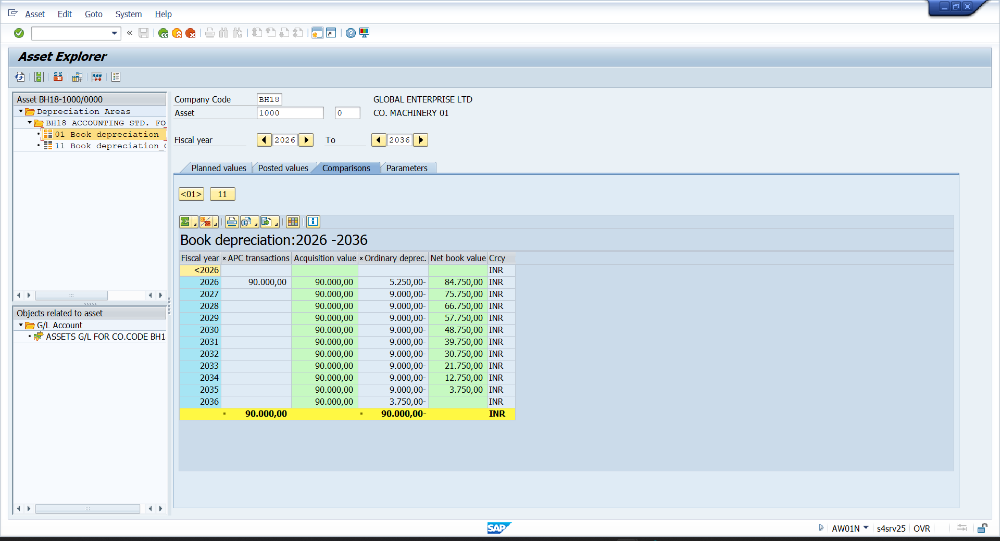 Asset Edit Goto System Help
Asset Explorer
Asset BH18-1000/0000
Depreciation Areas
BH18 ACCOUNTING STD. FO
01 Book depreciation
11 Book depreciation_
Objects related to asset
G/L Account
ASSETS G/L FOR CO.CODE BH1
Company Code BH18 GLOBAL ENTERPRISE LTD
Asset 1000 0 CO. MACHINERY 01
Fiscal year 2026 To 2036
Planned values Posted values Comparisons Parameters
<01> 11
Book depreciation:2026 -2036
Fiscal year Σ APC transactions Acquisition value Σ Ordinary deprec. Net book value Crcy
<2026 INR
2026 90.000,00 90.000,00 5.250,00- 84.750,00 INR
2027 90.000,00 9.000,00- 75.750,00 INR
2028 90.000,00 9.000,00- 66.750,00 INR
2029 90.000,00 9.000,00- 57.750,00 INR
2030 90.000,00 9.000,00- 48.750,00 INR
2031 90.000,00 9.000,00- 39.750,00 INR
2032 90.000,00 9.000,00- 30.750,00 INR
2033 90.000,00 9.000,00- 21.750,00 INR
2034 90.000,00 9.000,00- 12.750,00 INR
2035 90.000,00 9.000,00- 3.750,00 INR
2036 90.000,00 3.750,00- INR
90.000,00 90.000,00- INR
SAP
AW01N s4srv25 OVR